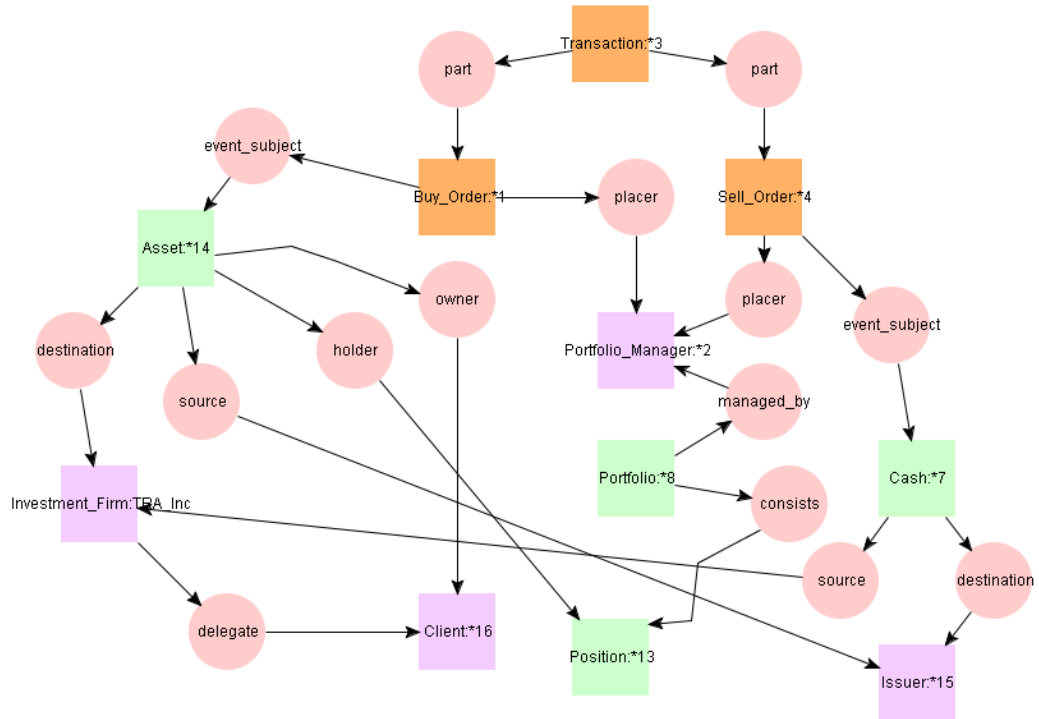 Transaction:*3
part
part
event_subject
Buy_Order:*1
placer
Sell_Order:*4
Asset:*14
owner
placer
event_subject
destination
holder
Portfolio_Manager:*2
source
managed_by
Portfolio:*8
Cash:*7
Investment_Firm:TRA_Inc
consists
source
destination
delegate
Client:*16
Position:*13
Issuer:*15